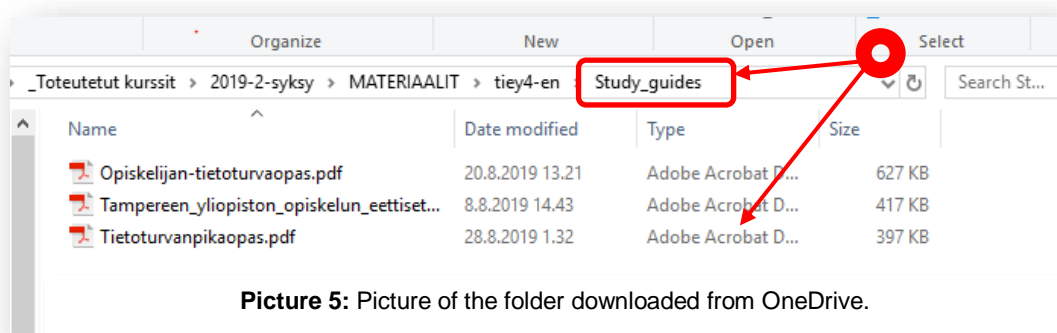 Organize New Open Select
_Toteutetut kurssit > 2019-2-syksy > MATERIAALIT > tiey4-en > Study_guides Search St...
Name Date modified Type Size
Opiskelijan-tietoturvaopas.pdf 20.8.2019 13.21 Adobe Acrobat D... 627 KB
Tampereen_yliopiston_opiskelun_eettiset... 8.8.2019 14.43 Adobe Acrobat D... 417 KB
Tietoturvanpikaopas.pdf 28.8.2019 1.32 Adobe Acrobat D... 397 KB
Picture 5: Picture of the folder downloaded from OneDrive.